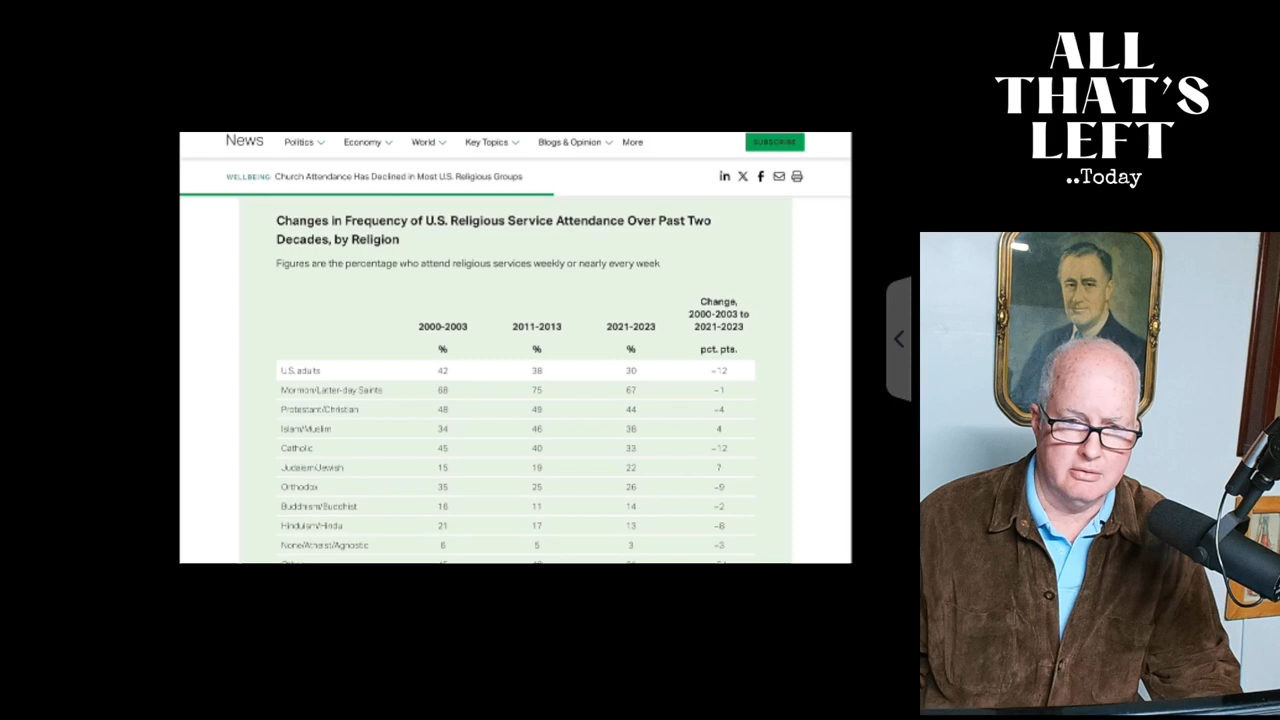 ALL
THAT'S
LEFT
..Today
News Politics Economy World Key Topics Blogs & Opinion More SUBSCRIBE
WELLBEING Church Attendance Has Declined in Most U.S. Religious Groups
Changes in Frequency of U.S. Religious Service Attendance Over Past Two
Decades, by Religion
Figures are the percentage who attend religious services weekly or nearly every week
Change,
2000-2003 to
2000-2003 2011-2013 2021-2023 2021-2023
% % % pct. pts.
U.S. adults 42 38 30 -12
Mormon/Latter-day Saints 68 75 67 -1
Protestant/Christian 48 49 44 -4
Islam/Muslim 34 46 38 4
Catholic 45 40 33 -12
Judaism/Jewish 15 19 22 7
Orthodox 35 25 26 -9
Buddhism/Buddhist 16 11 14 -2
Hinduism/Hindu 21 17 13 -8
None/Atheist/Agnostic 6 5 3 -3